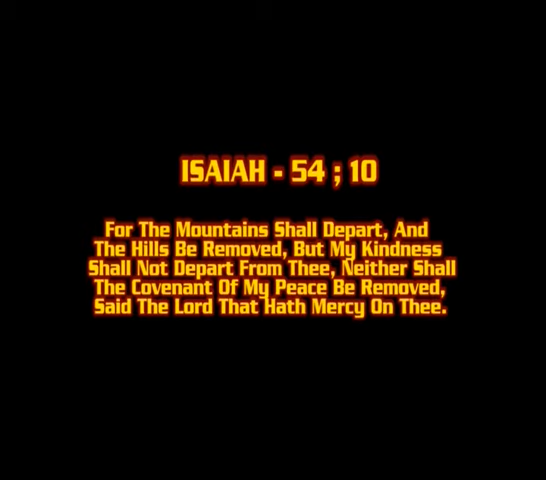 ISAIAH - 54 ; 10
For The Mountains Shall Depart, And
The Hills Be Removed, But My Kindness
Shall Not Depart From Thee, Neither Shall
The Covenant Of My Peace Be Removed,
Said The Lord That Hath Mercy On Thee.